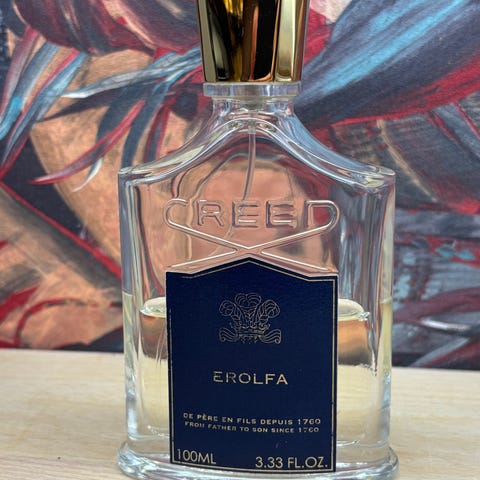 CREED
EROLFA
DE PÈRE EN FILS DEPUIS 1760
FROM FATHER TO SON SINCE 1760
100ML 3.33 FL.OZ.